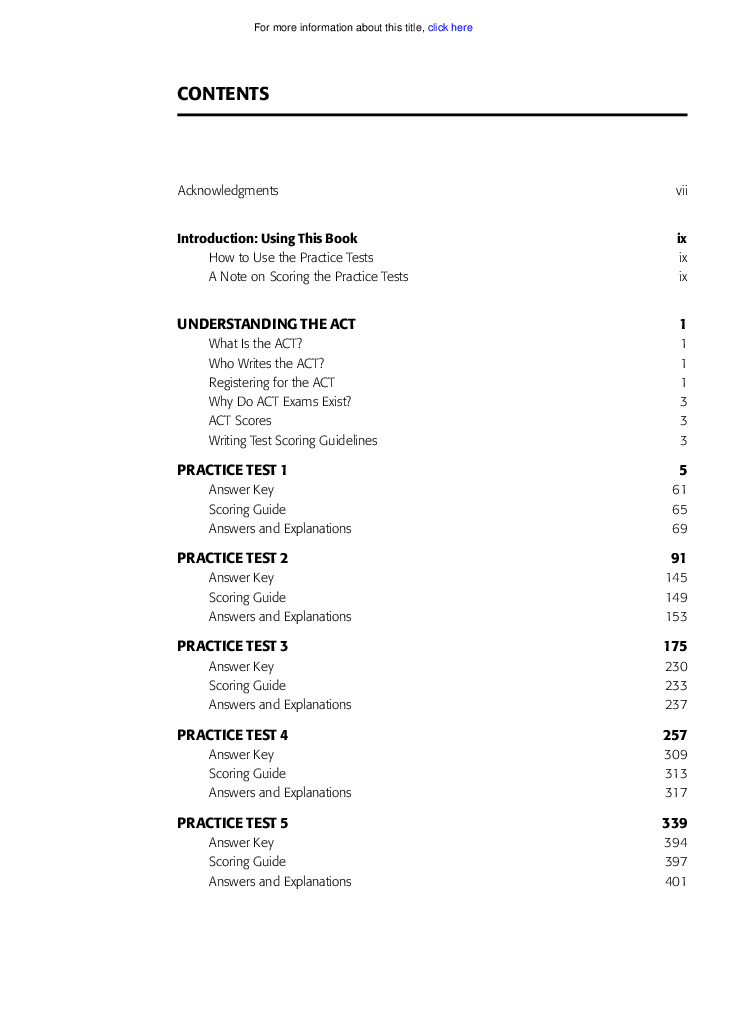 For more information about this title, click here
CONTENTS
Acknowledgments vii
Introduction: Using This Book ix
How to Use the Practice Tests ix
A Note on Scoring the Practice Tests ix
UNDERSTANDING THE ACT 1
What Is the ACT? 1
Who Writes the ACT? 1
Registering for the ACT 1
Why Do ACT Exams Exist? 3
ACT Scores 3
Writing Test Scoring Guidelines 3
PRACTICE TEST 1 5
Answer Key 61
Scoring Guide 65
Answers and Explanations 69
PRACTICE TEST 2 91
Answer Key 145
Scoring Guide 149
Answers and Explanations 153
PRACTICE TEST 3 175
Answer Key 230
Scoring Guide 233
Answers and Explanations 237
PRACTICE TEST 4 257
Answer Key 309
Scoring Guide 313
Answers and Explanations 317
PRACTICE TEST 5 339
Answer Key 394
Scoring Guide 397
Answers and Explanations 401